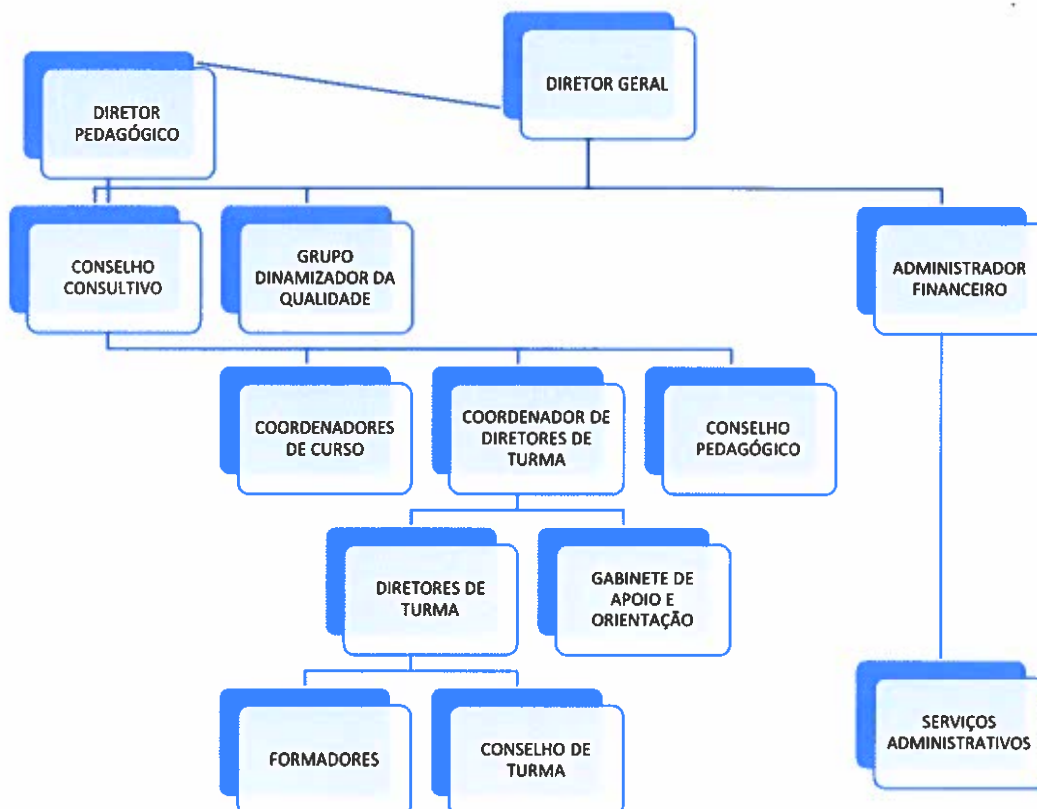 DIRETOR GERAL
DIRETOR
PEDAGÓGICO
CONSELHO
CONSULTIVO
GRUPO
DINAMIZADOR DA
QUALIDADE
ADMINISTRADOR
FINANCEIRO
COORDENADORES
DE CURSO
COORDENADOR DE
DIRETORES DE
TURMA
CONSELHO
PEDAGÓGICO
DIRETORES DE
TURMA
GABINETE DE
APOIO E
ORIENTAÇÃO
FORMADORES
CONSELHO DE
TURMA
SERVIÇOS
ADMINISTRATIVOS